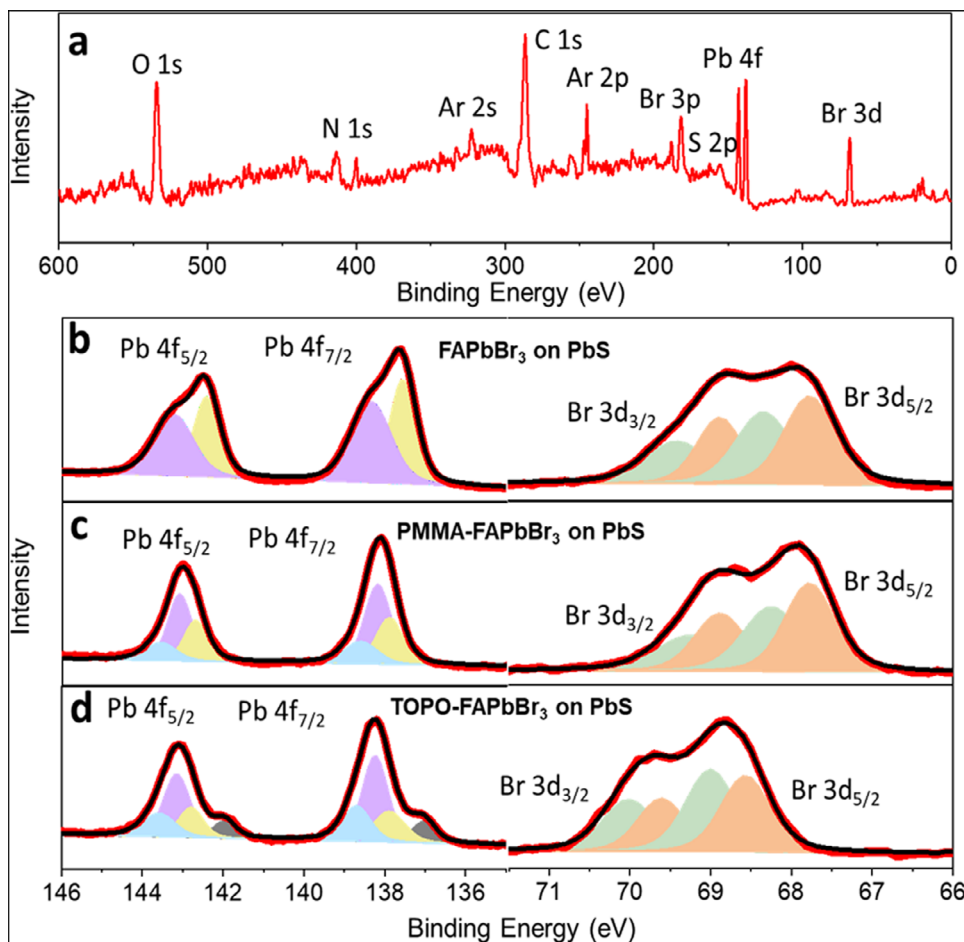 a
O 1s
N 1s
Ar 2s
C 1s
Ar 2p
Br 3p
S 2p
Pb 4f
Br 3d
Intensity
600 500 400 300 200 100 0
Binding Energy (eV)
b
Pb 4f5/2
Pb 4f7/2
FAPbBr3 on PbS
Br 3d3/2
Br 3d5/2
c
Pb 4f5/2
Pb 4f7/2
PMMA-FAPbBr3 on PbS
Br 3d3/2
Br 3d5/2
Intensity
d
Pb 4f5/2
Pb 4f7/2
TOPO-FAPbBr3 on PbS
Br 3d3/2
Br 3d5/2
146 144 142 140 138 136 71 70 69 68 67 66
Binding Energy (eV)